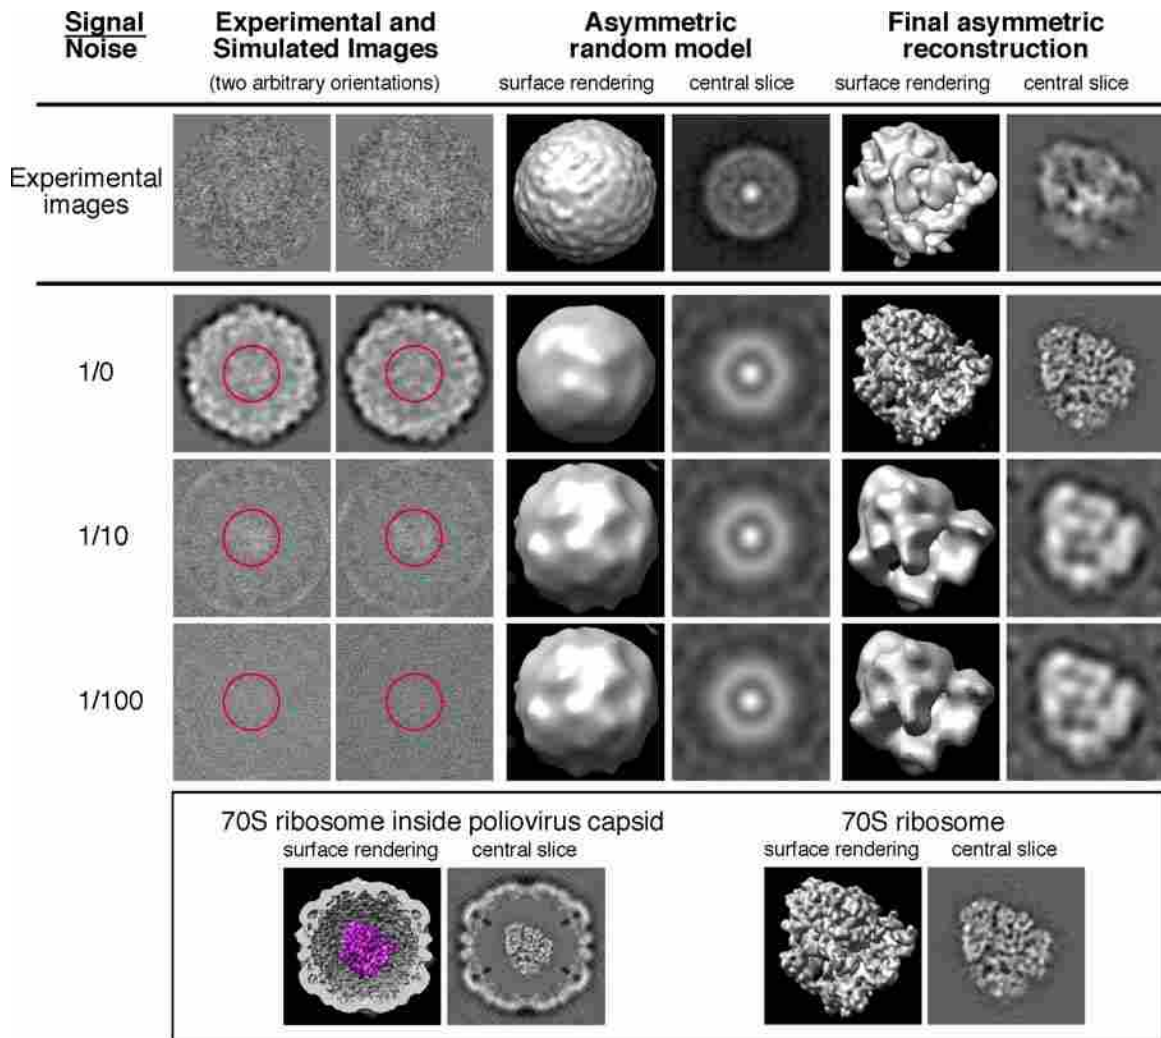 Signal
Noise
Experimental and
Simulated Images
(two arbitrary orientations)
Asymmetric
random model
surface rendering
central slice
Final asymmetric
reconstruction
surface rendering
central slice
Experimental
images
1/0
1/10
1/100
70S ribosome inside poliovirus capsid
surface rendering
central slice
70S ribosome
surface rendering
central slice